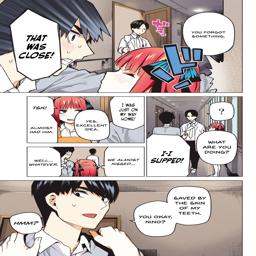 YOU FORGOT
SOMETHING.
THAT
WAS
CLOSE!
WHAT
ARE YOU
DOING?
I-I
SLIPPED!
I WAS
JUST ON
MY WAY
HOME!
YES,
EXCELLENT
IDEA.
TSK!
ALMOST
HAD HIM.
WE ALMOST
KISSED...
WELL...
WHATEVER.
SAVED BY
THE SKIN
OF MY
TEETH.
YOU OKAY,
NINO?
HMM?